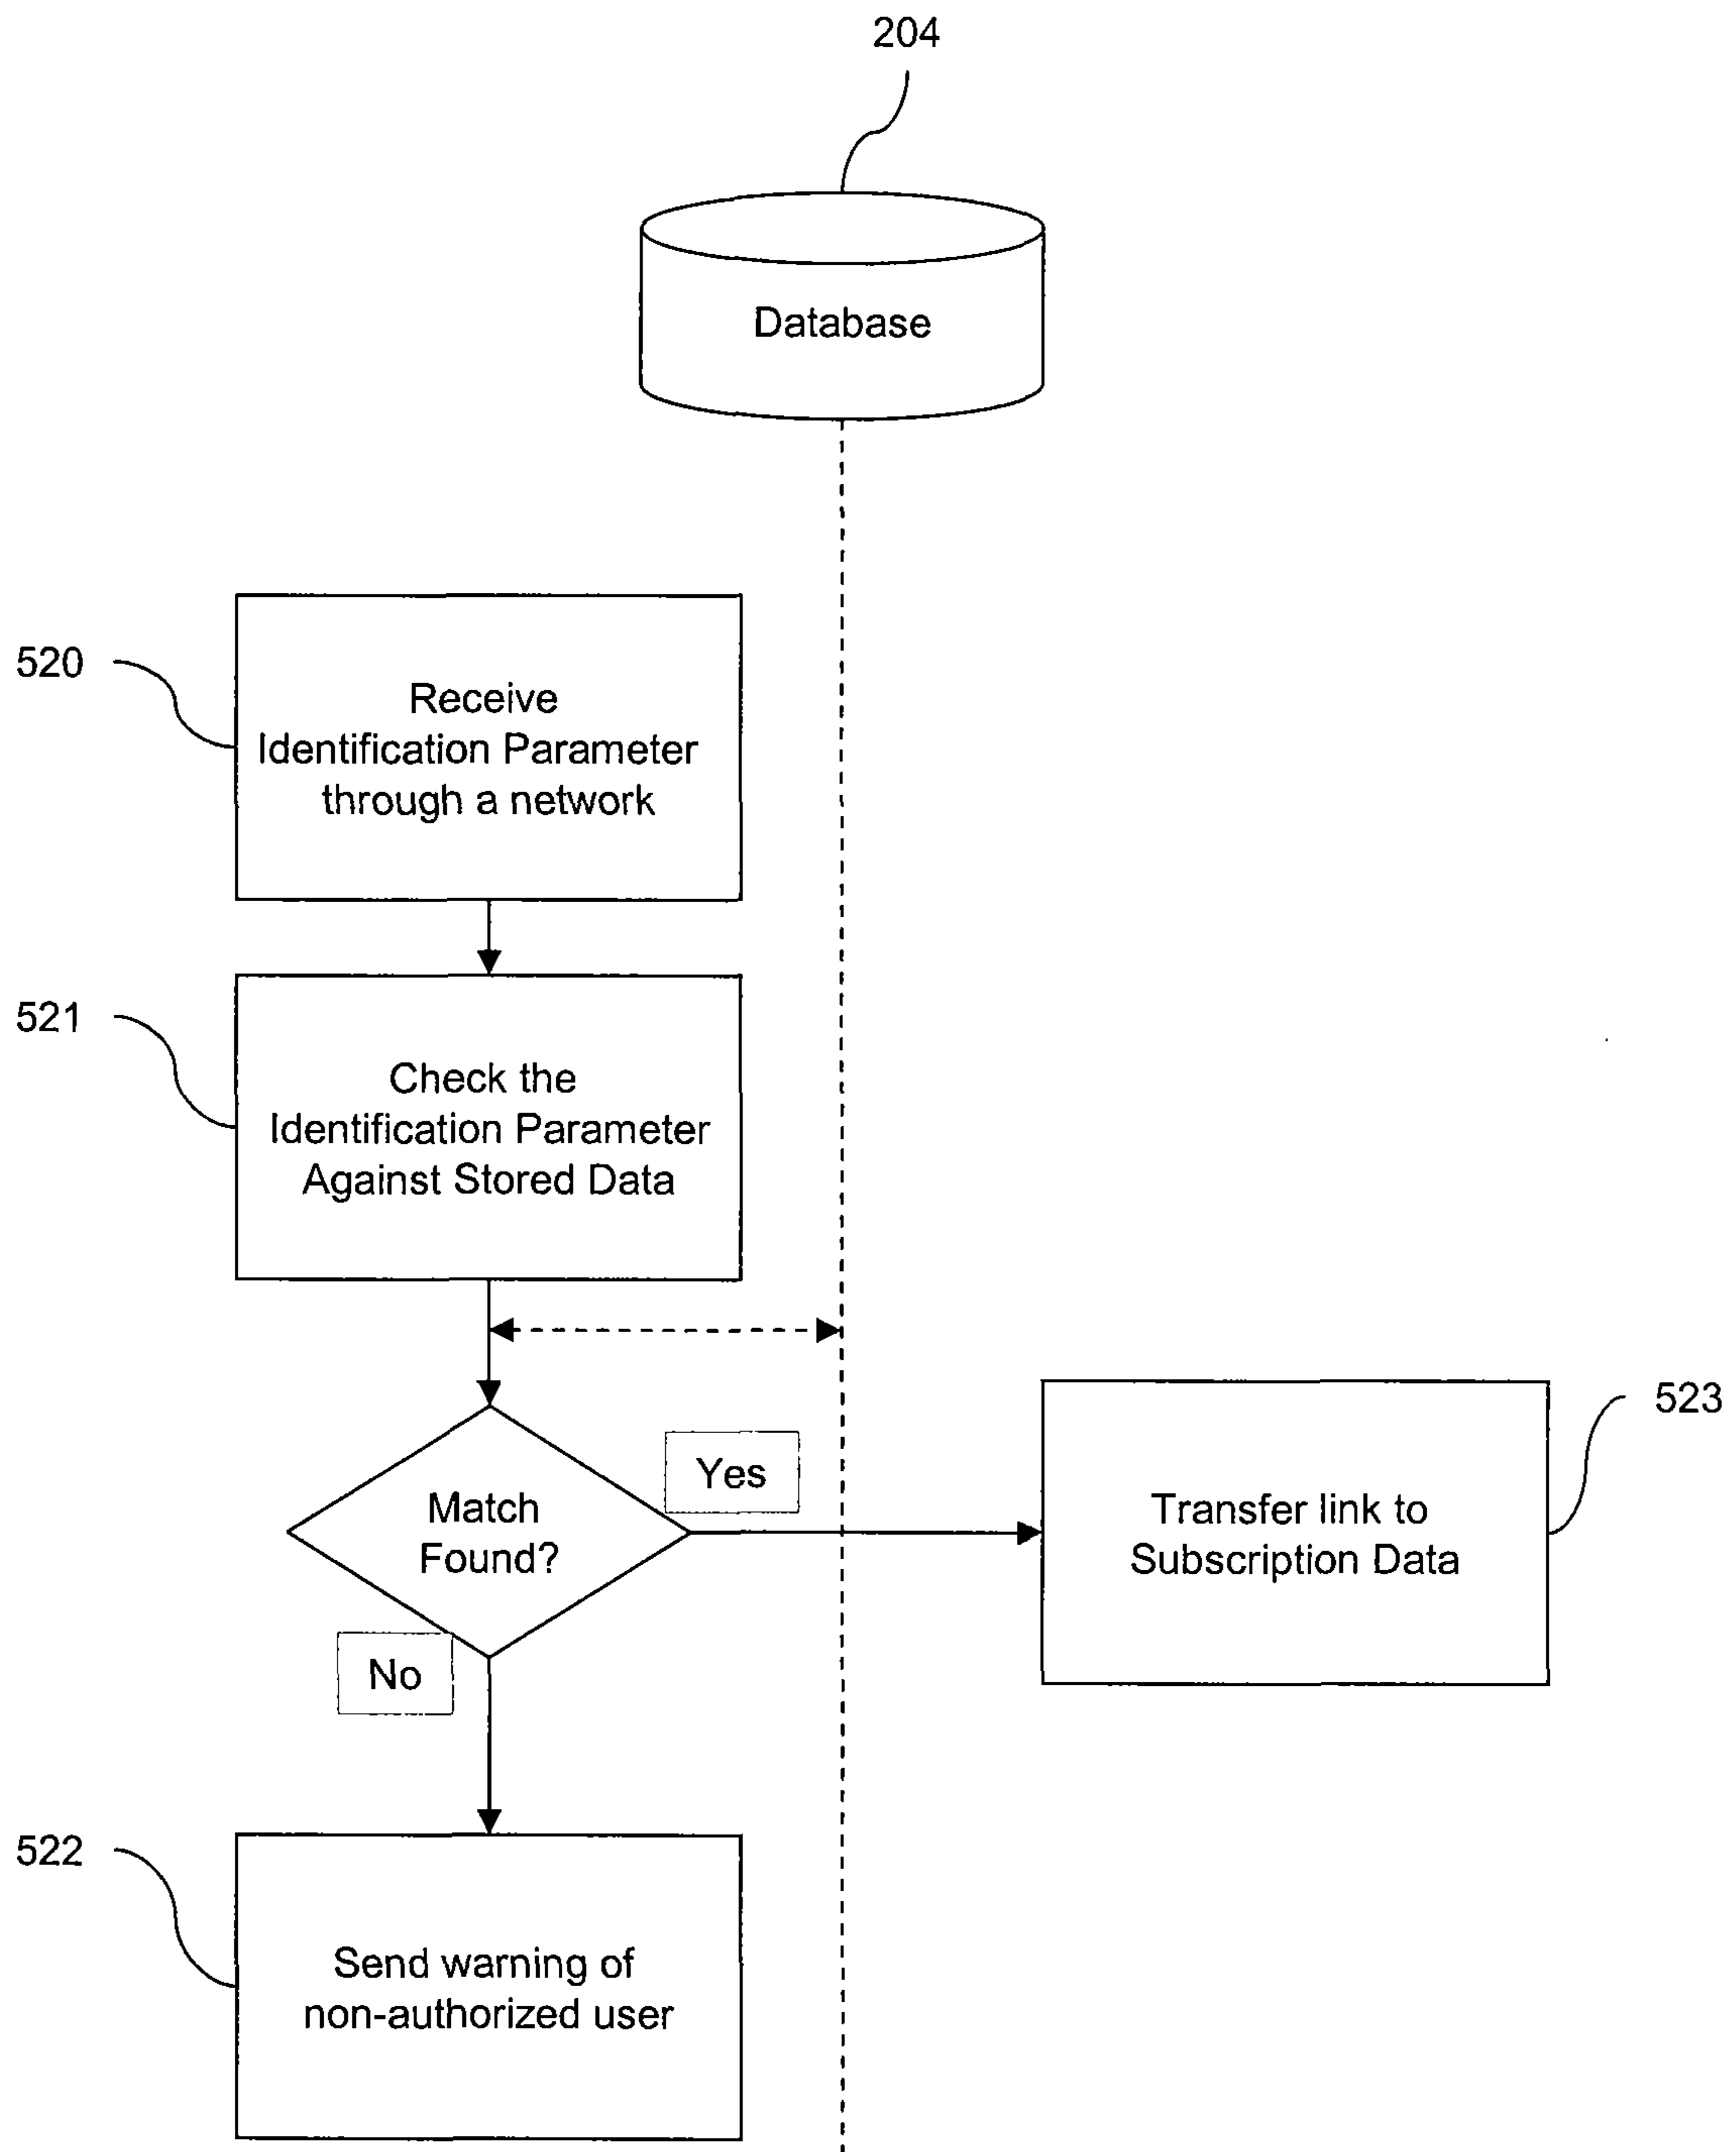 204
Database
520
Receive
Identification Parameter
through a network
521
Check the
Identification Parameter
Against Stored Data
Yes
523
Match
Found?
Transfer link to
Subscription Data
No
522
Send warning of
non-authorized user